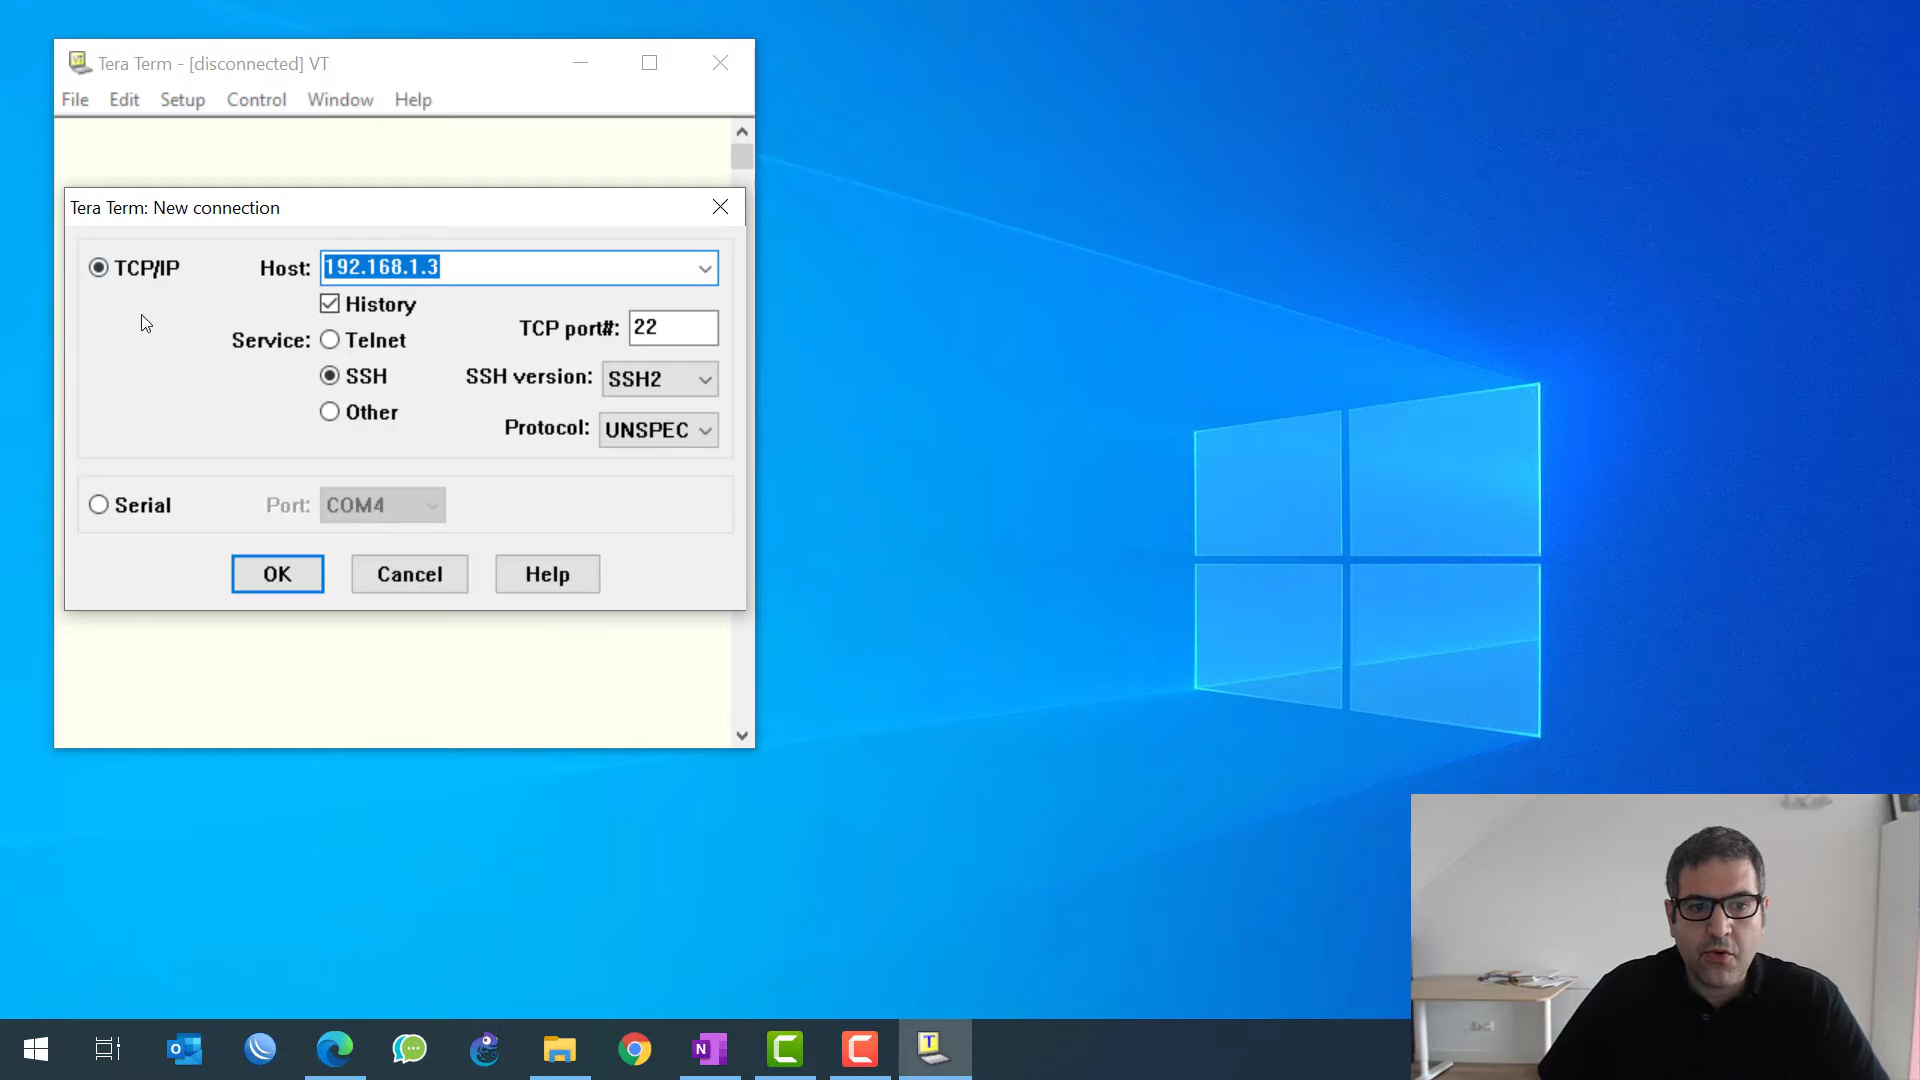 Tera Term - [disconnected] VT
File Edit Setup Control Window Help
Tera Term: New connection
TCP/IP Host: 192.168.1.3
History
TCP port#: 22
Service: Telnet
SSH SSH version: SSH2
Other
Protocol: UNSPEC
Serial Port: COM4
OK Cancel Help